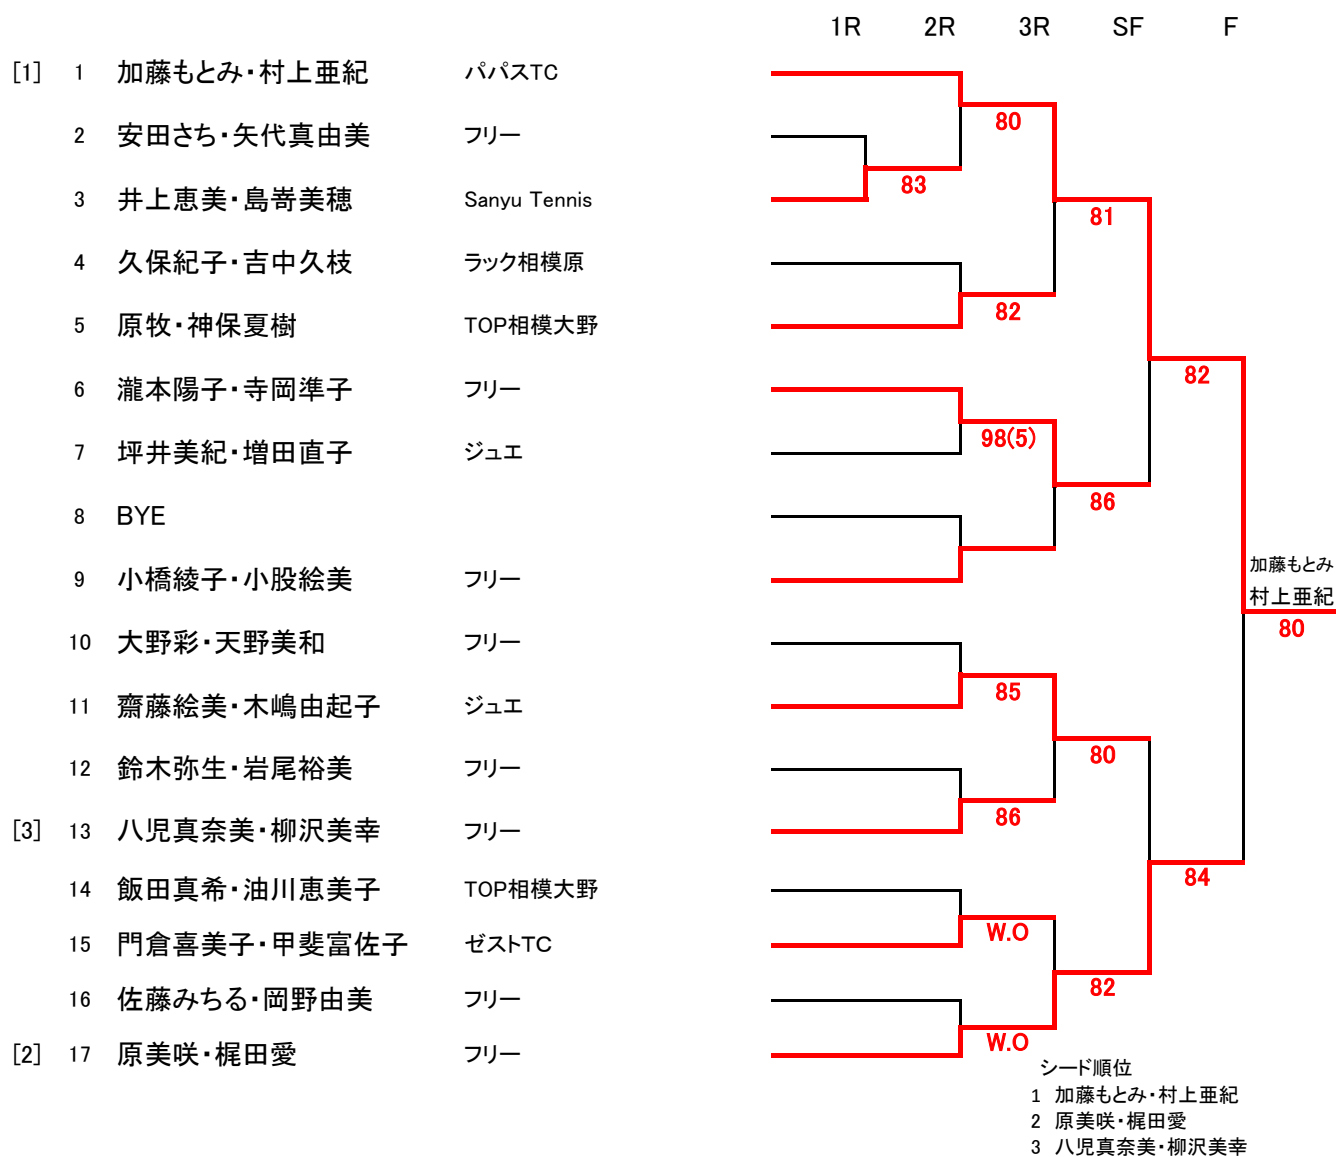 1R 2R 3R SF F
[1] 1 加藤もとみ・村上亜紀 パパスTC
80
2 安田さち・矢代真由美 フリー
83
3 井上恵美・島嵜美穂 Sanyu Tennis
81
4 久保紀子・吉中久枝 ラック相模原
82
5 原牧・神保夏樹 TOP相模大野
82
6 瀧本陽子・寺岡準子 フリー
98(5)
7 坪井美紀・増田直子 ジュエ
86
8 BYE
9 小橋綾子・小股絵美 フリー
加藤もとみ
村上亜紀
80
10 大野彩・天野美和 フリー
85
11 齋藤絵美・木嶋由起子 ジュエ
80
12 鈴木弥生・岩尾裕美 フリー
86
[3] 13 八児真奈美・柳沢美幸 フリー
84
14 飯田真希・油川恵美子 TOP相模大野
W.O
15 門倉喜美子・甲斐富佐子 ゼストTC
82
16 佐藤みちる・岡野由美 フリー
W.O
[2] 17 原美咲・梶田愛 フリー
シード順位
1 加藤もとみ・村上亜紀
2 原美咲・梶田愛
3 八児真奈美・柳沢美幸